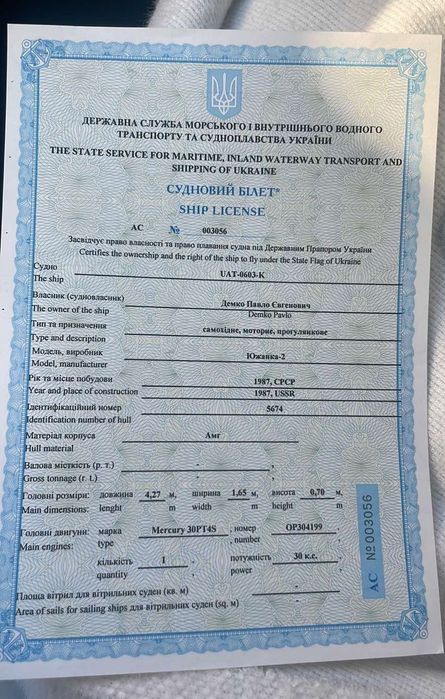 ДЕРЖАВНА СЛУЖБА МОРСЬКОГО І ВНУТРІШНЬОГО ВОДНОГО
ТРАНСПОРТУ ТА СУДНОПЛАВСТВА УКРАЇНИ
THE STATE SERVICE FOR MARITIME, INLAND WATERWAY TRANSPORT AND
SHIPPING OF UKRAINE
СУДНОВИЙ БІЛЕТ*
SHIP LICENSE
АС № 003056
Засвідчує право власності та право плавання судна під Державним Прапором України
Certifies the ownership and the right of the ship to fly under the State Flag of Ukraine
Судно UAT-0603-K
The ship
Власник (судновласник) Демко Павло Євгенович
The owner of the ship Demko Pavlo
Тип та призначення самохідне, моторне, прогулянкове
Type and description
Модель, виробник Южанка-2
Model, manufacturer
Рік та місце побудови 1987, СРСР
Year and place of construction 1987, USSR
Ідентифікаційний номер 5674
Identification number of hull
Матеріал корпуса Амг
Hull material
Валова місткість (р. т.) -
Gross tonnage (r. t.)
Головні розміри: довжина 4,27 м, ширина 1,65 м, висота 0,70 м
Main dimensions: lenght m width m height m
Головні двигуни: марка Mercury 30PT4S , номер OP304199 ,
Main engines: type , number ,
кількість 1 , потужність 30 к.с.
quantity power
Площа вітрил для вітрильних суден (кв. м) -
Area of sails for sailing ships для вітрильних суден (sq. m) -
АС №003056